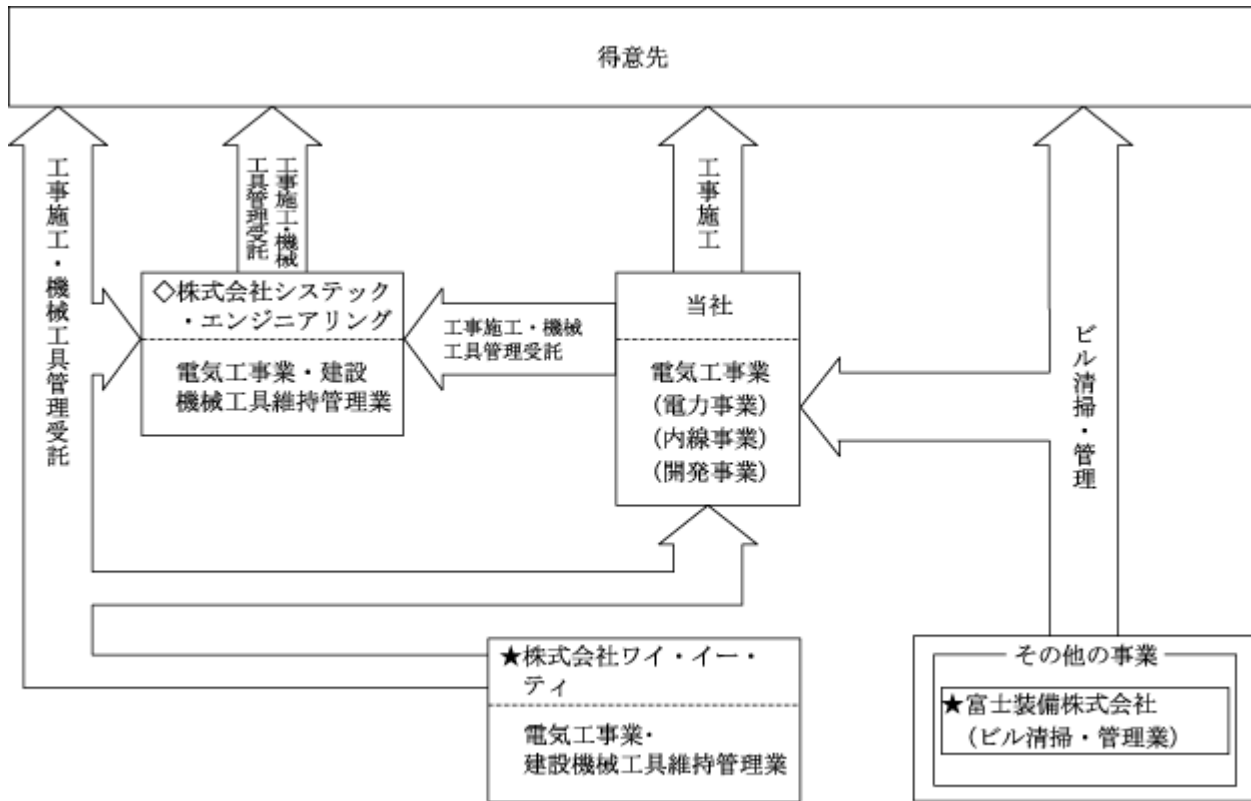 得意先
工事施工・機械工具管理受託
工事施工・機械
工具管理受託
工事施工
ビル清掃・管理
◇株式会社システック
・エンジニアリング
電気工事業・建設
機械工具維持管理業
工事施工・機械
工具管理受託
当社
電気工事業
(電力事業)
(内線事業)
(開発事業)
★株式会社ワイ・イー・
ティ
電気工事業・
建設機械工具維持管理業
その他の事業
★富士装備株式会社
(ビル清掃・管理業)